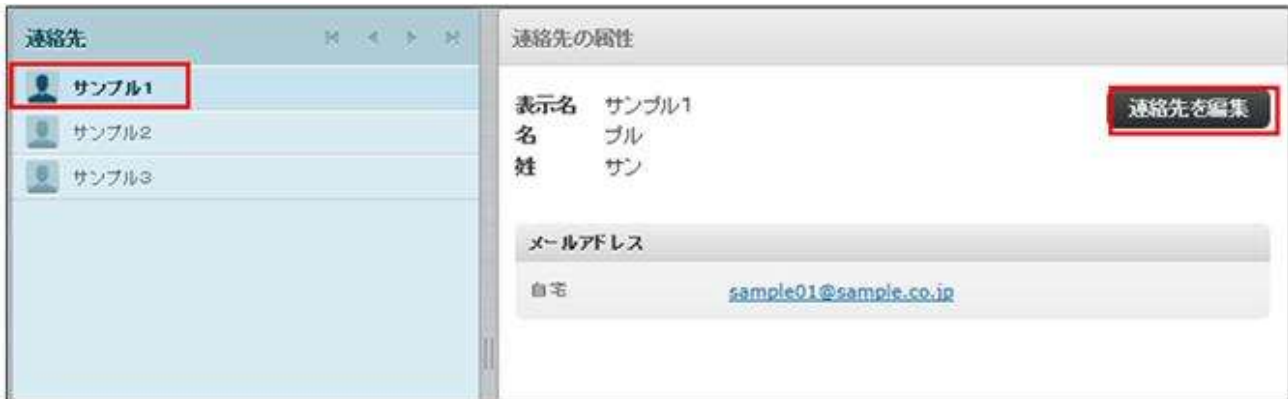 連絡先
サンプル1
サンプル2
サンプル3
連絡先の属性
表示名 サンプル1
連絡先を編集
名 プル
姓 サン
メールアドレス
自宅 sample01@sample.co.jp